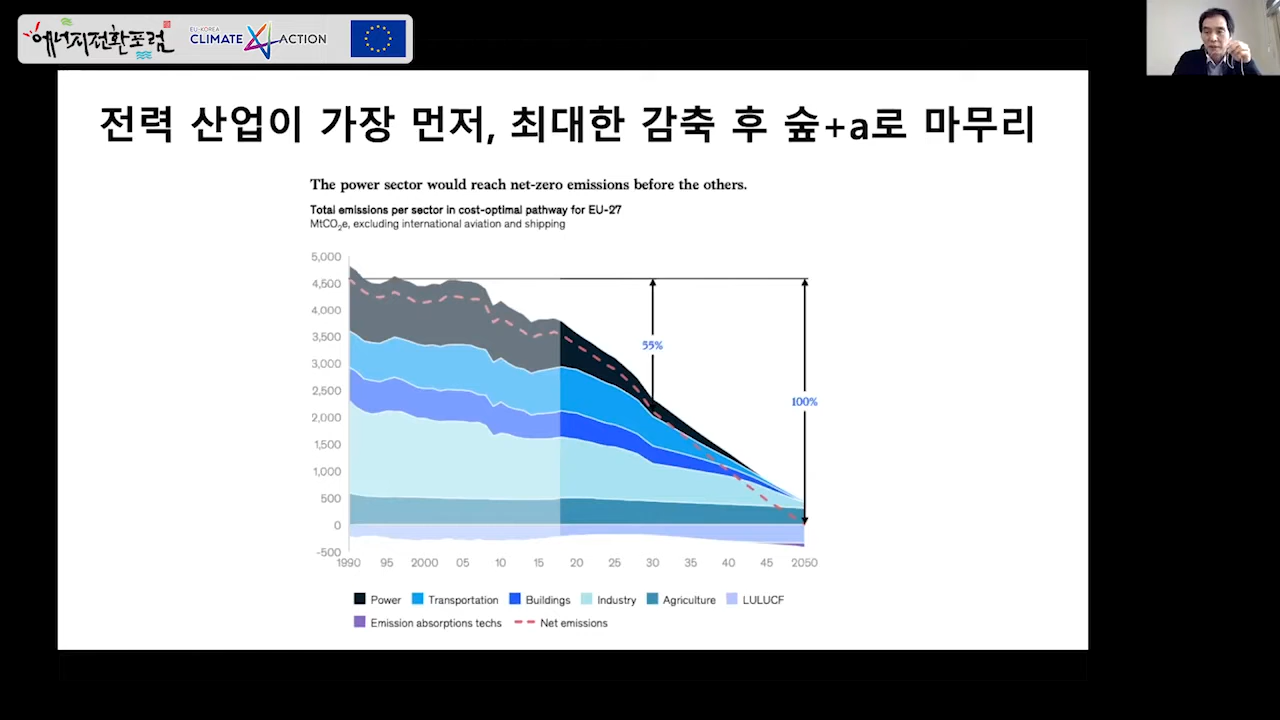 에너지전환포럼
EU-KOREA
CLIMATE ACTION
전력 산업이 가장 먼저, 최대한 감축 후 숲+a로 마무리
The power sector would reach net-zero emissions before the others.
Total emissions per sector in cost-optimal pathway for EU-27
MtCO₂e, excluding international aviation and shipping
5,000
4,500
4,000
3,500
3,000
2,500
2,000
1,500
1,000
500
0
-500
55%
100%
1990 95 2000 05 10 15 20 25 30 35 40 45 2050
Power Transportation Buildings Industry Agriculture LULUCF
Emission absorptions techs Net emissions